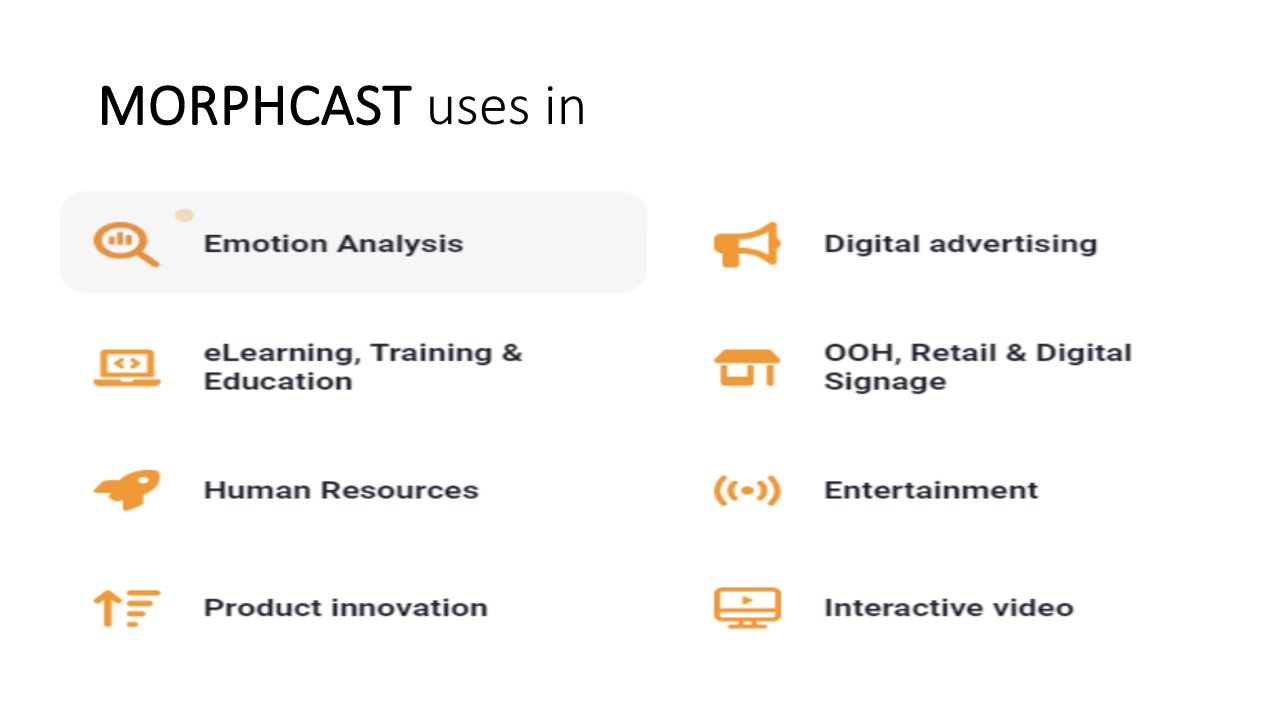 MORPHCAST uses in
Emotion Analysis
Digital advertising
eLearning, Training &
Education
OOH, Retail & Digital
Signage
Human Resources
Entertainment
Product innovation
Interactive video